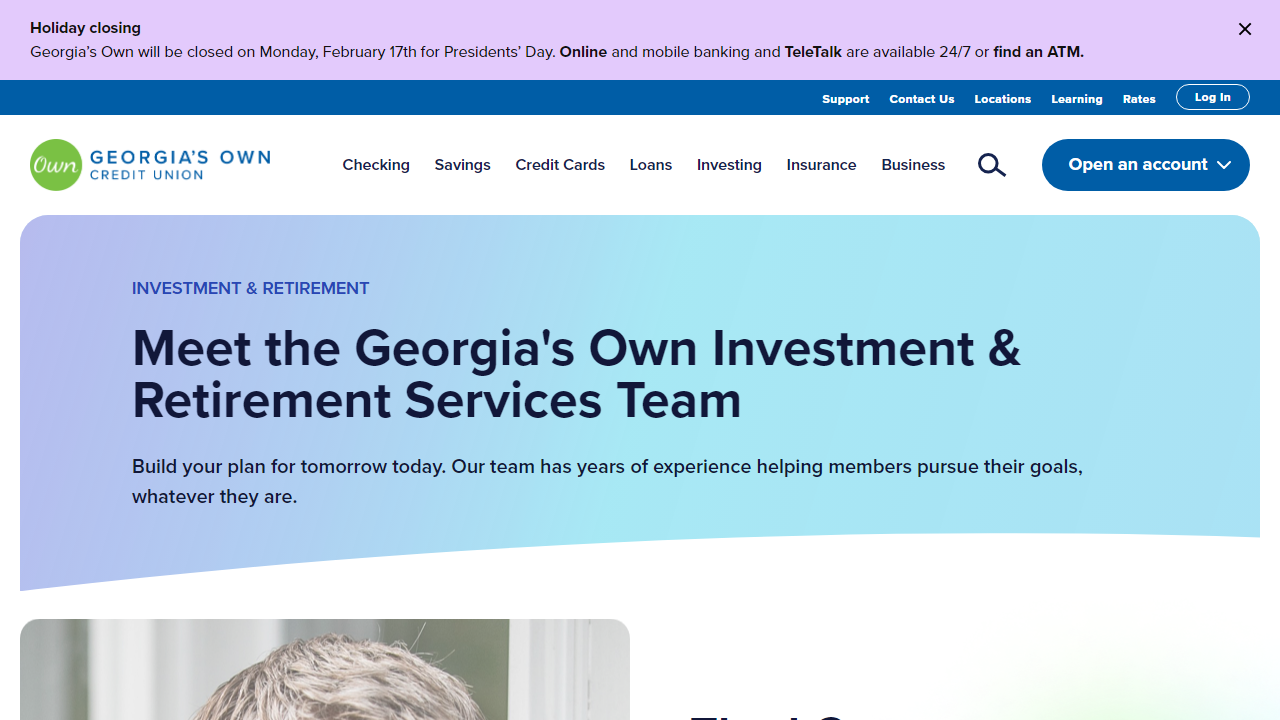 Holiday closing
Georgia’s Own will be closed on Monday, February 17th for Presidents’ Day. Online and mobile banking and TeleTalk are available 24/7 or find an ATM.
Support Contact Us Locations Learning Rates Log In
Own GEORGIA’S OWN
CREDIT UNION
Checking Savings Credit Cards Loans Investing Insurance Business Open an account
INVESTMENT & RETIREMENT
Meet the Georgia's Own Investment &
Retirement Services Team
Build your plan for tomorrow today. Our team has years of experience helping members pursue their goals,
whatever they are.